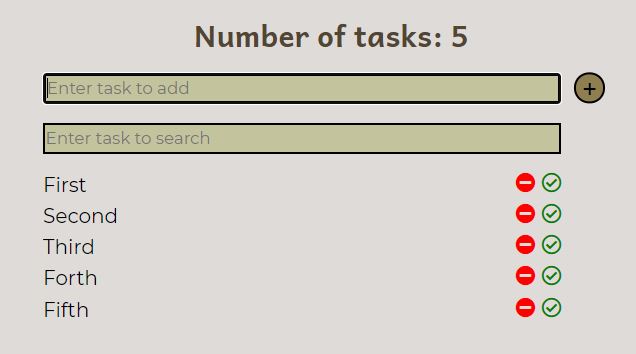 Number of tasks: 5
Enter task to add
+
Enter task to search
First
Second
Third
Forth
Fifth